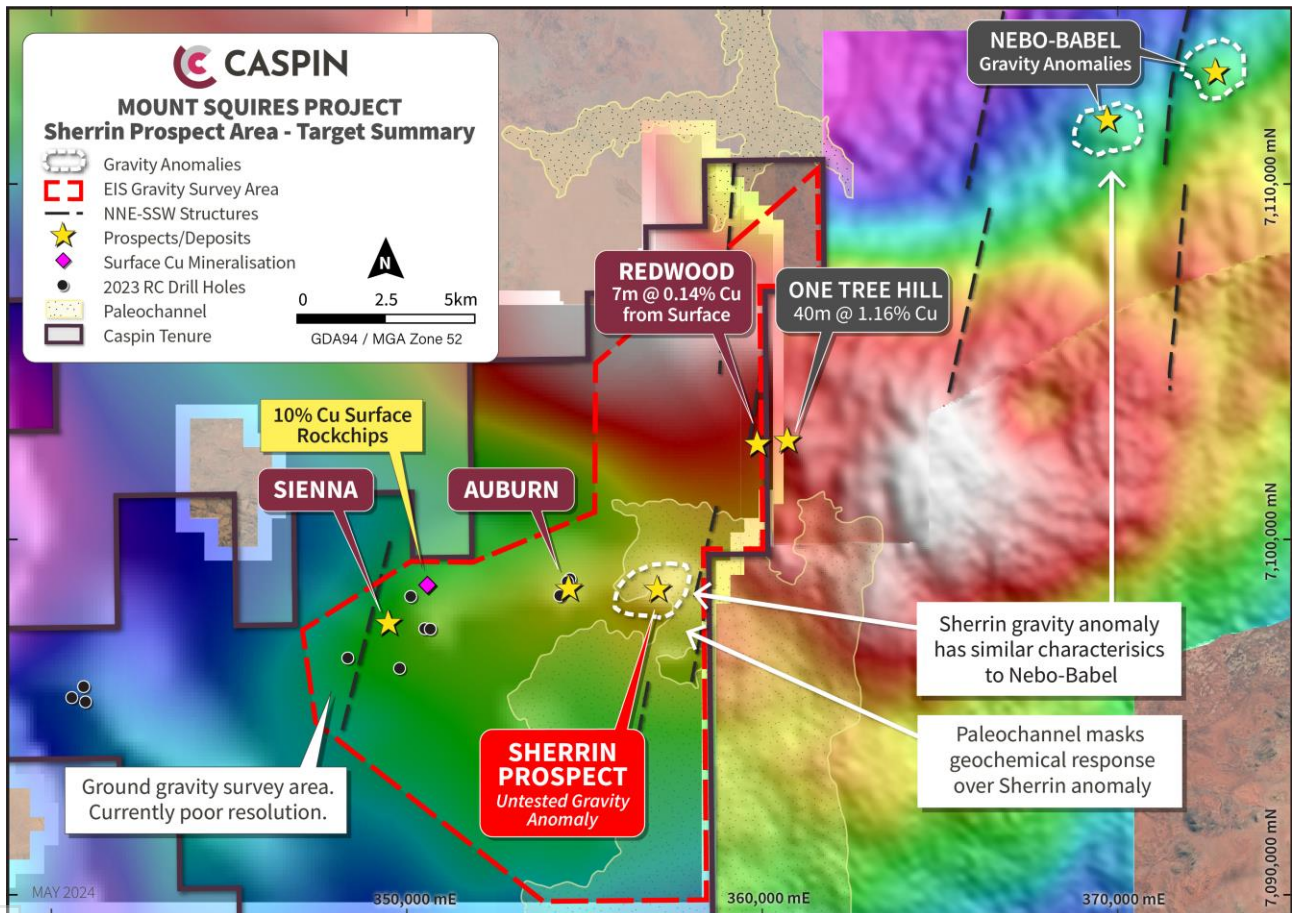 CASPIN
MOUNT SQUIRES PROJECT
Sherrin Prospect Area - Target Summary
Gravity Anomalies
EIS Gravity Survey Area
NNE-SSW Structures
Prospects/Deposits
Surface Cu Mineralisation
2023 RC Drill Holes
Paleochannel
Caspin Tenure
N
0 2.5 5km
GDA94 / MGA Zone 52
NEBO-BABEL
Gravity Anomalies
7,110,000 mN
REDWOOD
7m @ 0.14% Cu
from Surface
ONE TREE HILL
40m @ 1.16% Cu
10% Cu Surface
Rockchips
SIENNA
AUBURN
7,100,000 mN
Sherrin gravity anomaly
has similar characterisics
to Nebo-Babel
Paleochannel masks
geochemical response
over Sherrin anomaly
SHERRIN
PROSPECT
Untested Gravity
Anomaly
Ground gravity survey area.
Currently poor resolution.
7,090,000 mN
MAY 2024
350,000 mE
360,000 mE
370,000 mE